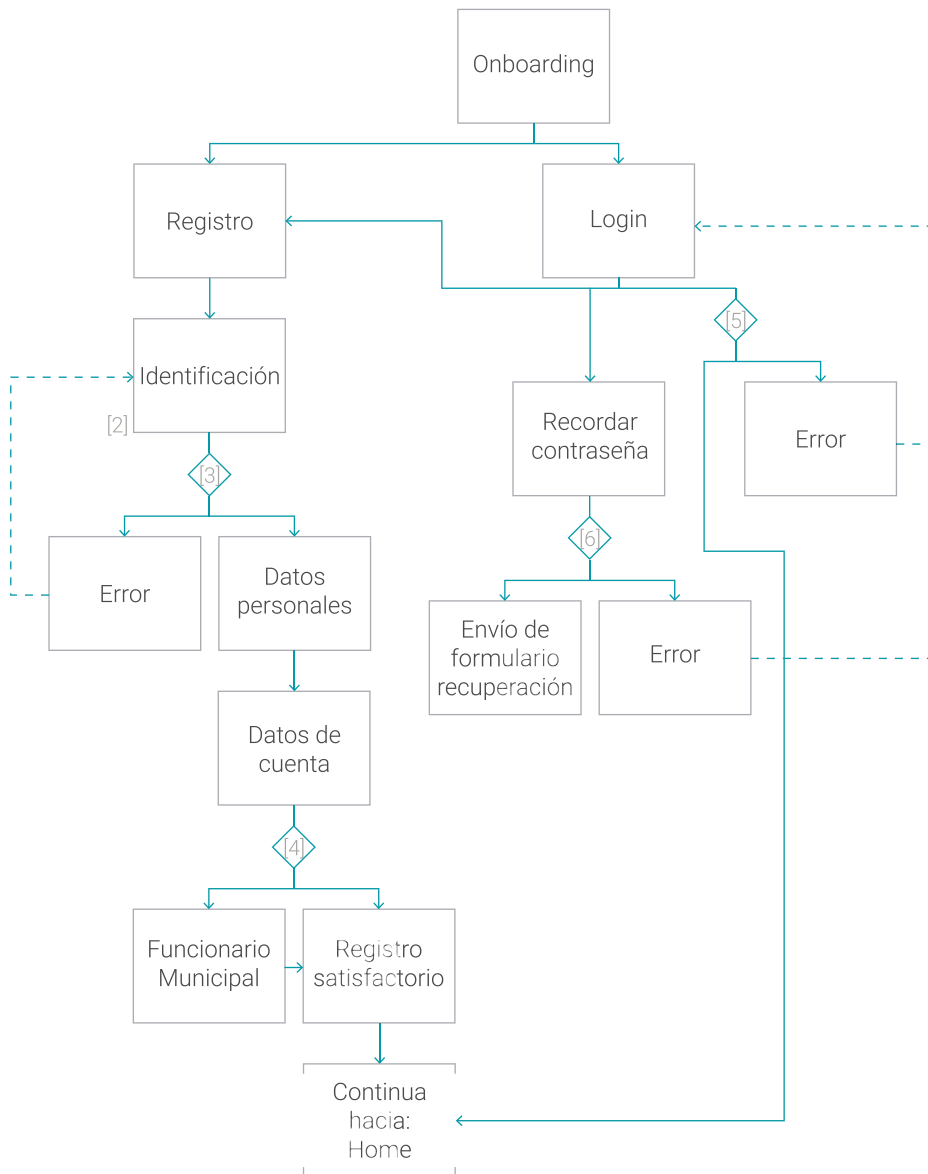 Onboarding
Registro
Login
[5]
Identificación
[2]
Recordar
contraseña
Error
[3]
[6]
Error
Datos
personales
Envío de
formulario
recuperación
Error
Datos de
cuenta
[4]
Funcionario
Municipal
Registro
satisfactorio
Continua
hacia:
Home